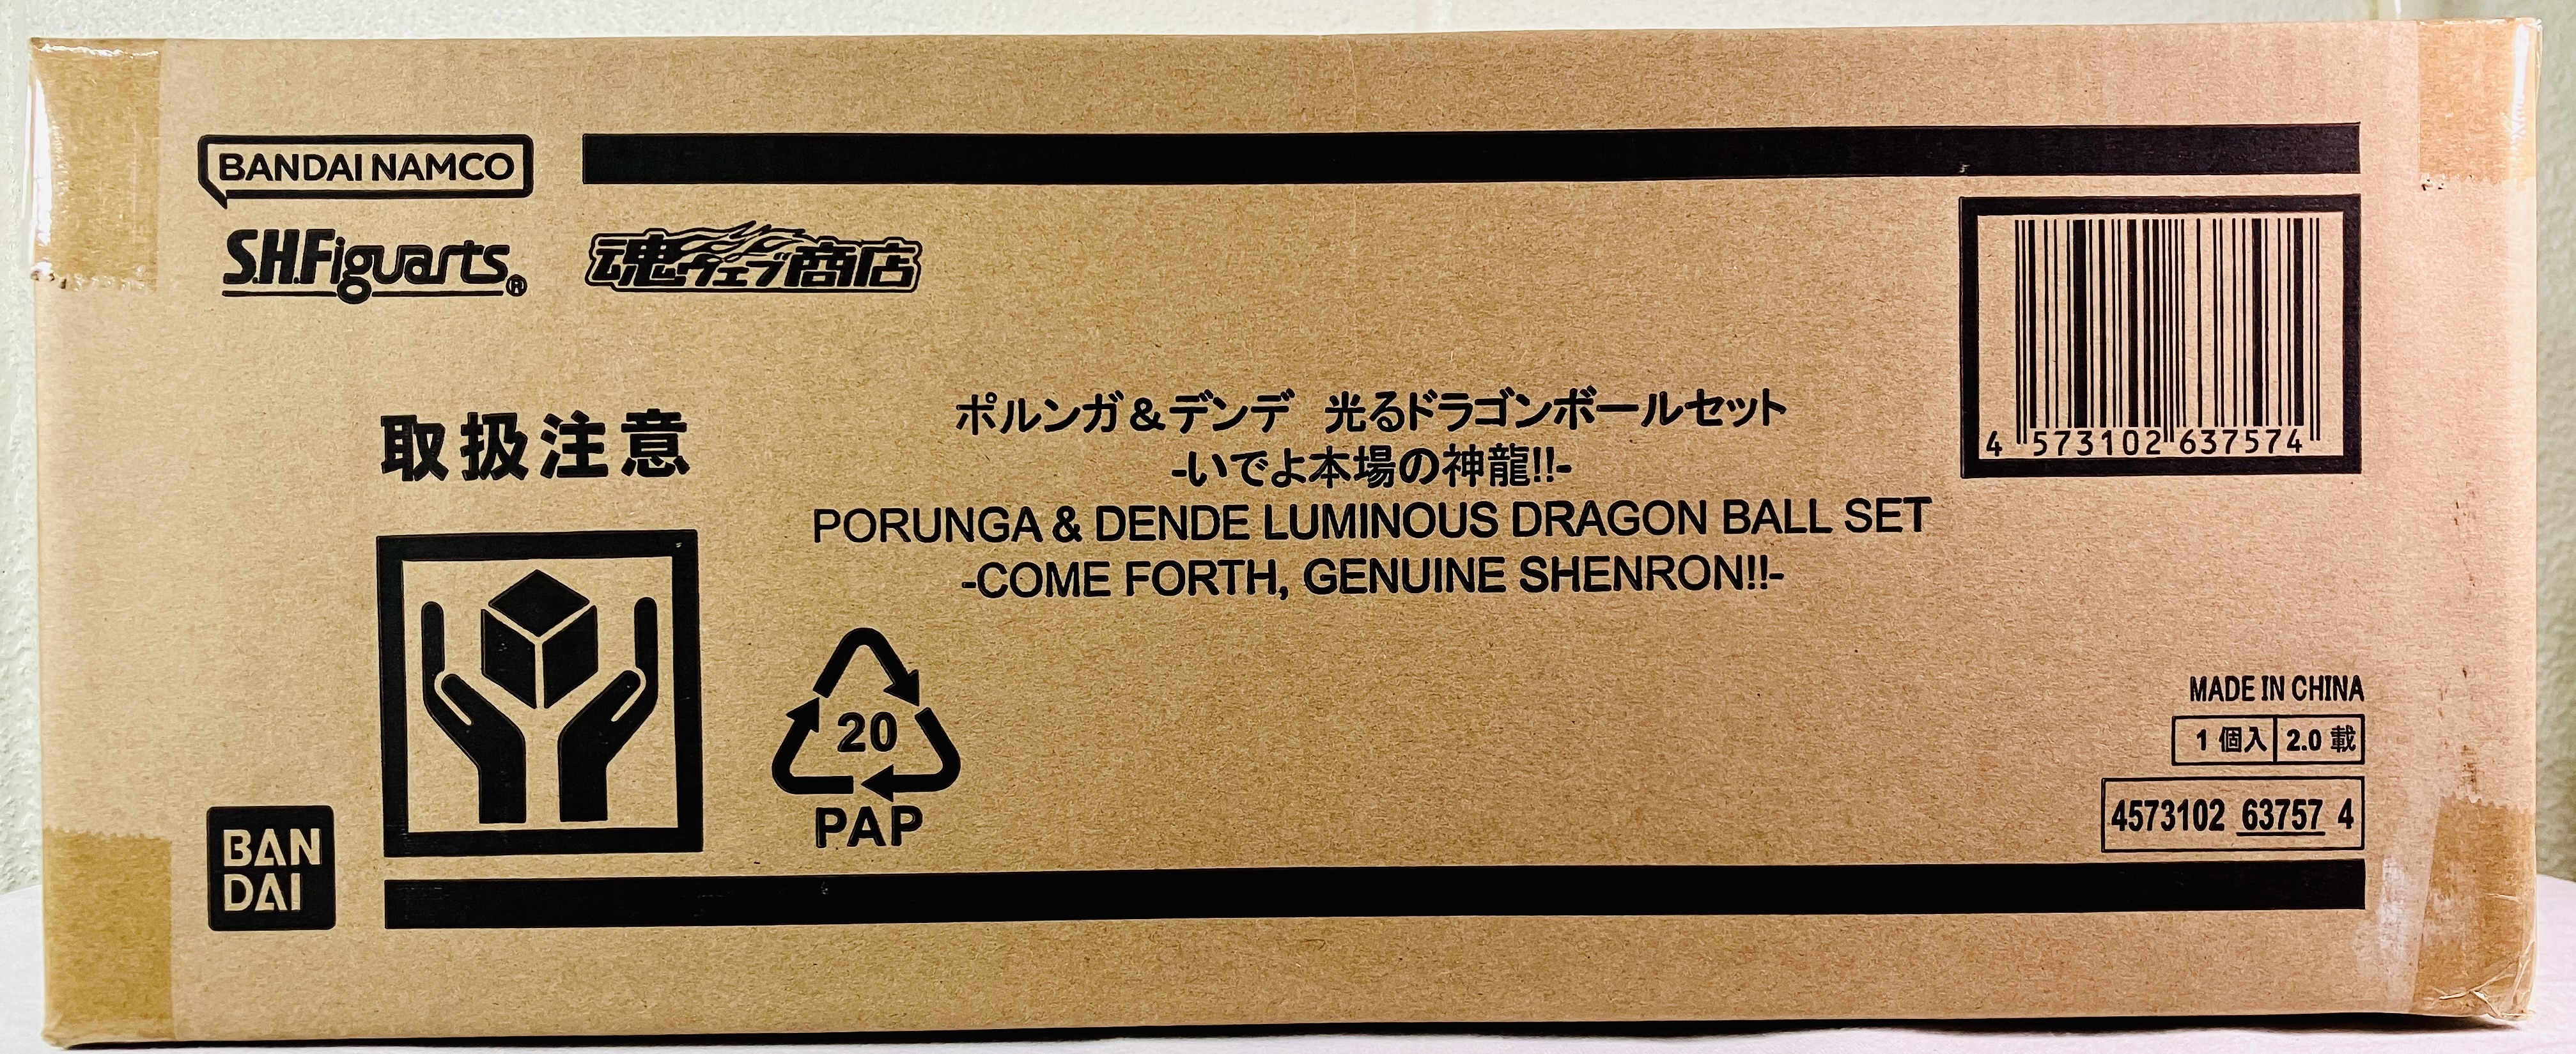 BANDAI NAMCO
S.H.Figuarts®
魂ウェブ商店
4 573102 637574
取扱注意
ポルンガ&デンデ 光るドラゴンボールセット
-いでよ本場の神龍!!-
PORUNGA & DENDE LUMINOUS DRAGON BALL SET
-COME FORTH, GENUINE SHENRON!!-
20
PAP
MADE IN CHINA
1 個入 2.0 載
4573102 63757 4
BAN
DAI